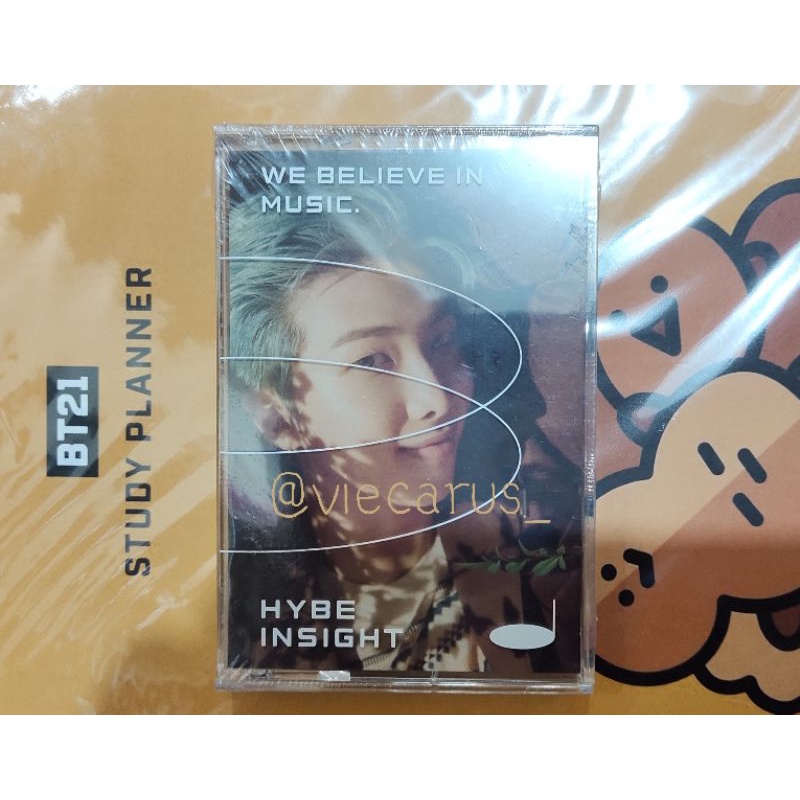 WE BELIEVE IN
MUSIC.
@viecarus_
HYBE
INSIGHT
BT21
STUDY PLANNER